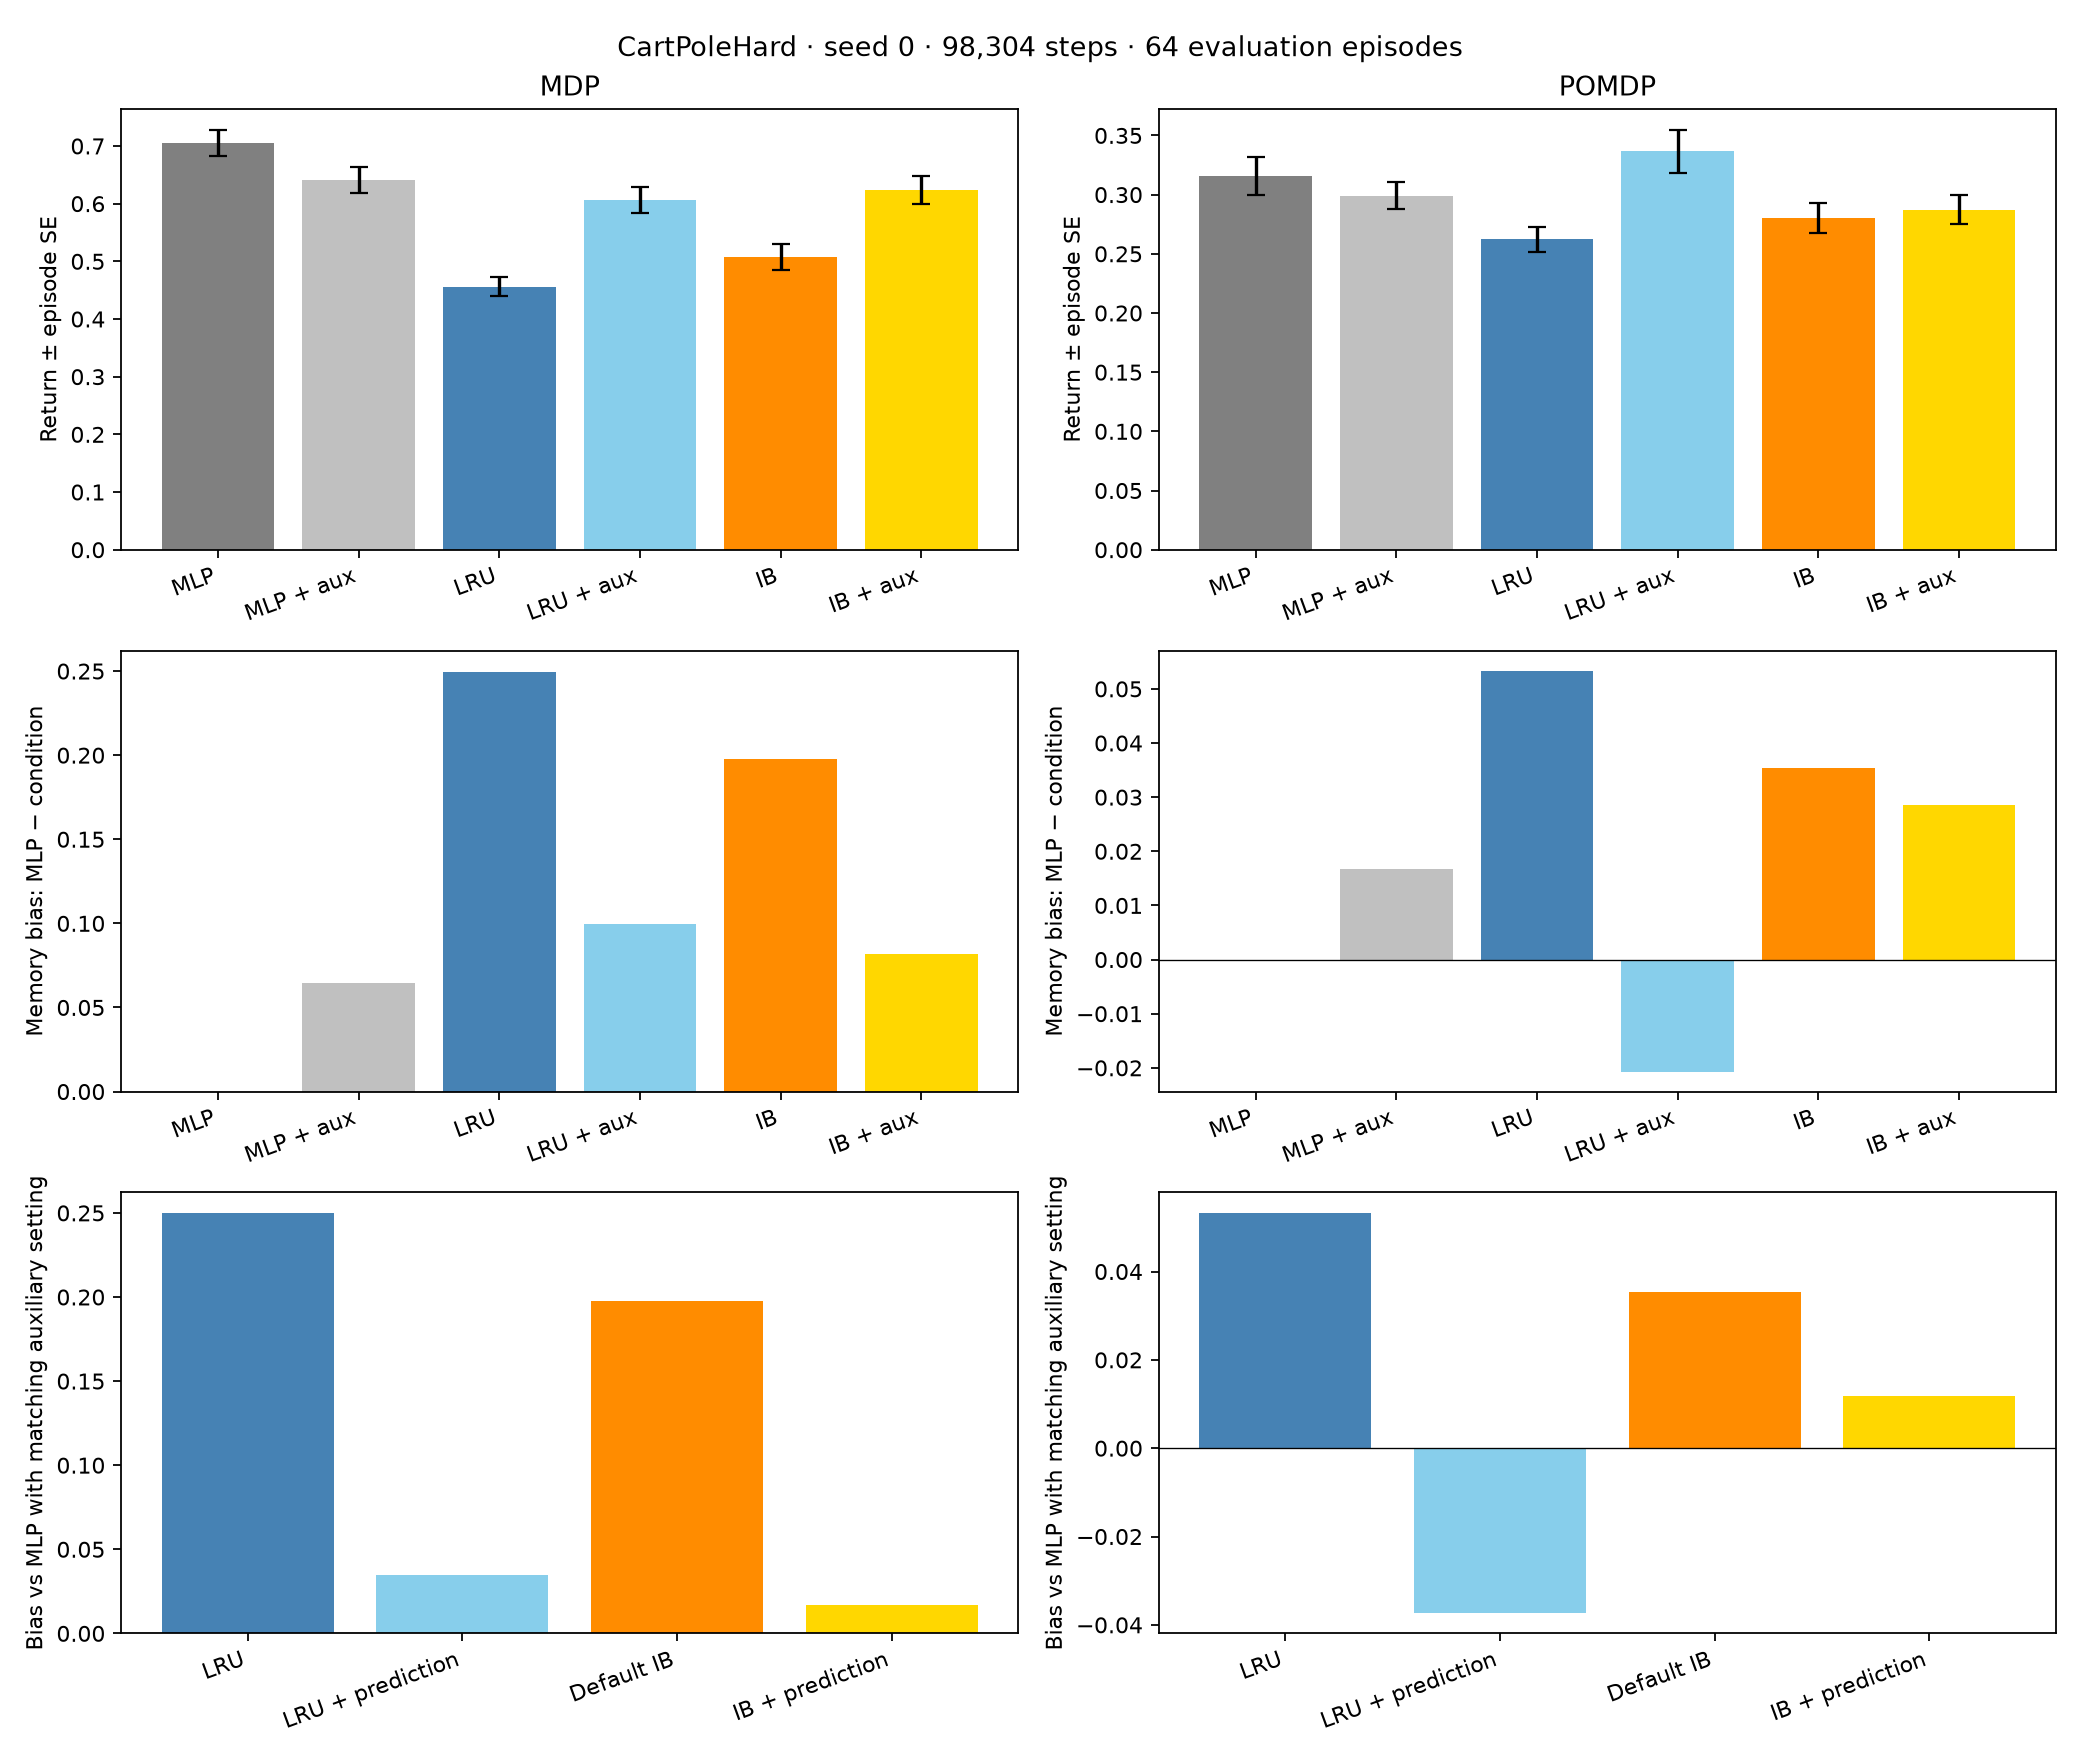 CartPoleHard · seed 0 · 98,304 steps · 64 evaluation episodes
MDP
Return ± episode SE
0.7
0.6
0.5
0.4
0.3
0.2
0.1
0.0
MLP
MLP + aux
LRU
LRU + aux
IB
IB + aux
POMDP
Return ± episode SE
0.35
0.30
0.25
0.20
0.15
0.10
0.05
0.00
MLP
MLP + aux
LRU
LRU + aux
IB
IB + aux
Memory bias: MLP − condition
0.25
0.20
0.15
0.10
0.05
0.00
MLP
MLP + aux
LRU
LRU + aux
IB
IB + aux
Memory bias: MLP − condition
0.05
0.04
0.03
0.02
0.01
0.00
−0.01
−0.02
MLP
MLP + aux
LRU
LRU + aux
IB
IB + aux
Bias vs MLP with matching auxiliary setting
0.25
0.20
0.15
0.10
0.05
0.00
LRU
LRU + prediction
Default IB
IB + prediction
Bias vs MLP with matching auxiliary setting
0.04
0.02
0.00
−0.02
−0.04
LRU
LRU + prediction
Default IB
IB + prediction